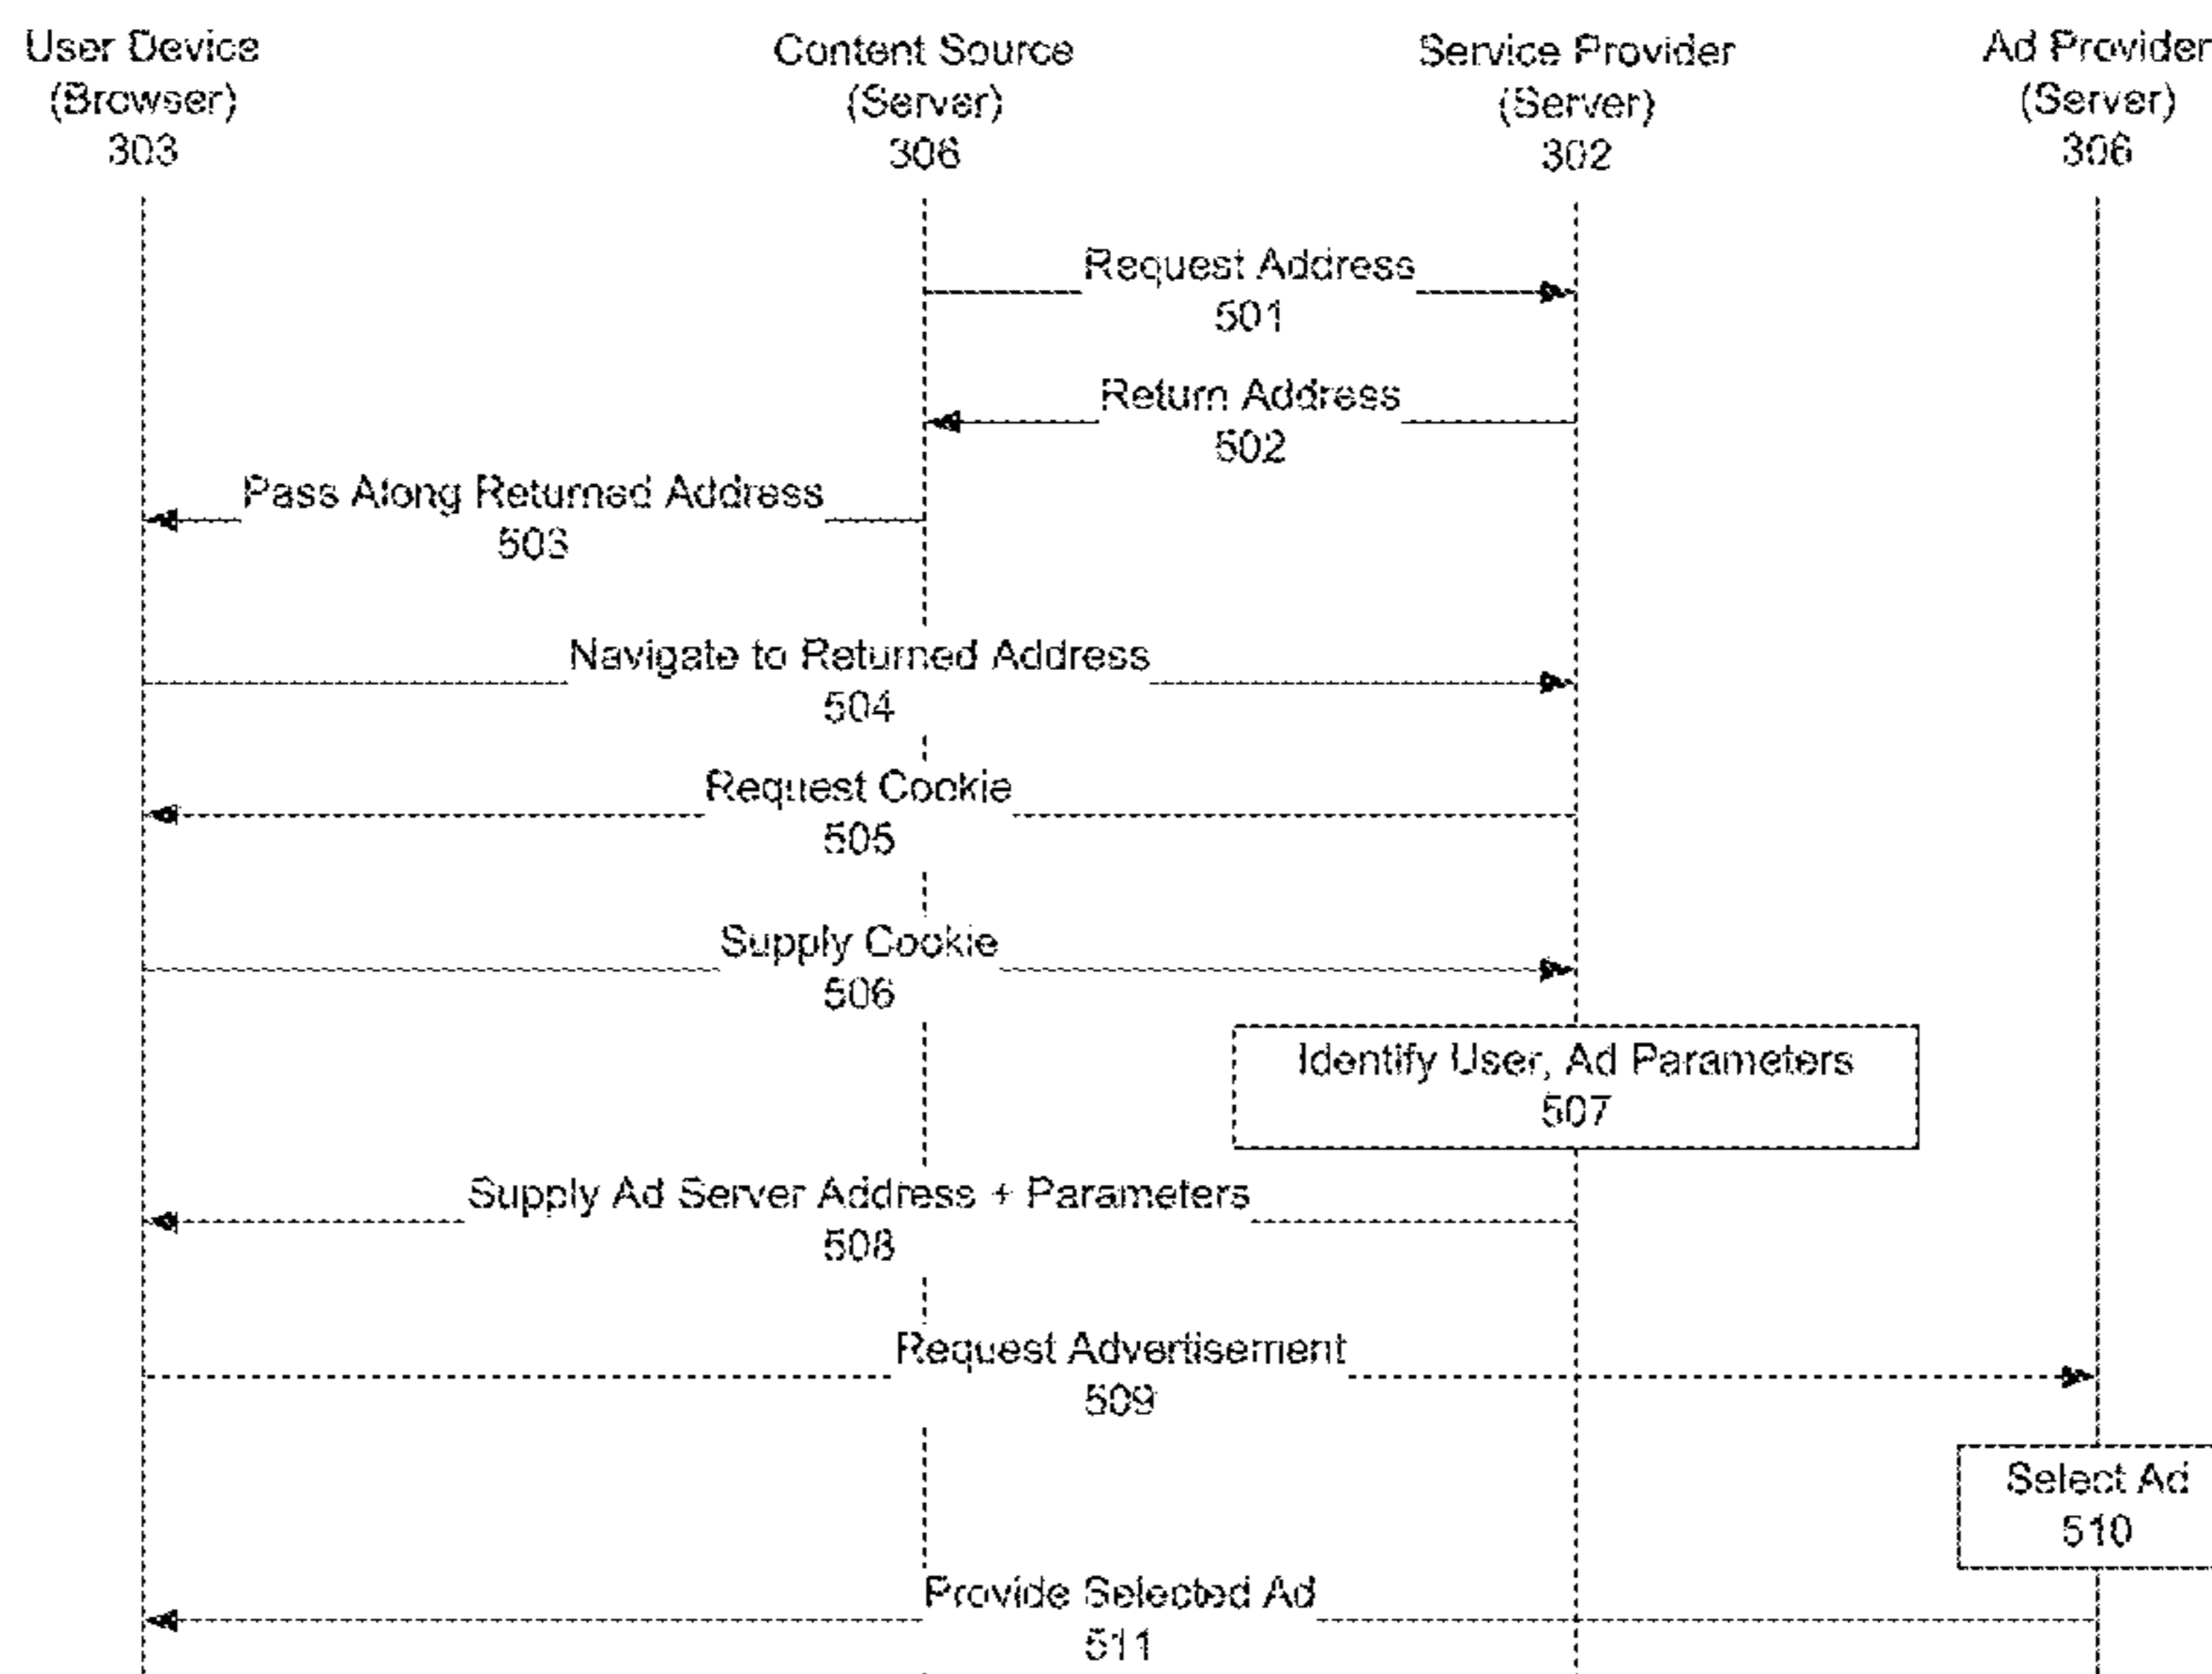 User Device
(Browser)
303
Content Source
(Server)
306
Service Provider
(Server)
302
Ad Provider
(Server)
306
Request Address
501
Return Address
502
Pass Along Returned Address
503
Navigate to Returned Address
504
Request Cookie
505
Supply Cookie
506
Identify User, Ad Parameters
507
Supply Ad Server Address + Parameters
508
Request Advertisement
509
Select Ad
510
Provide Selected Ad
511